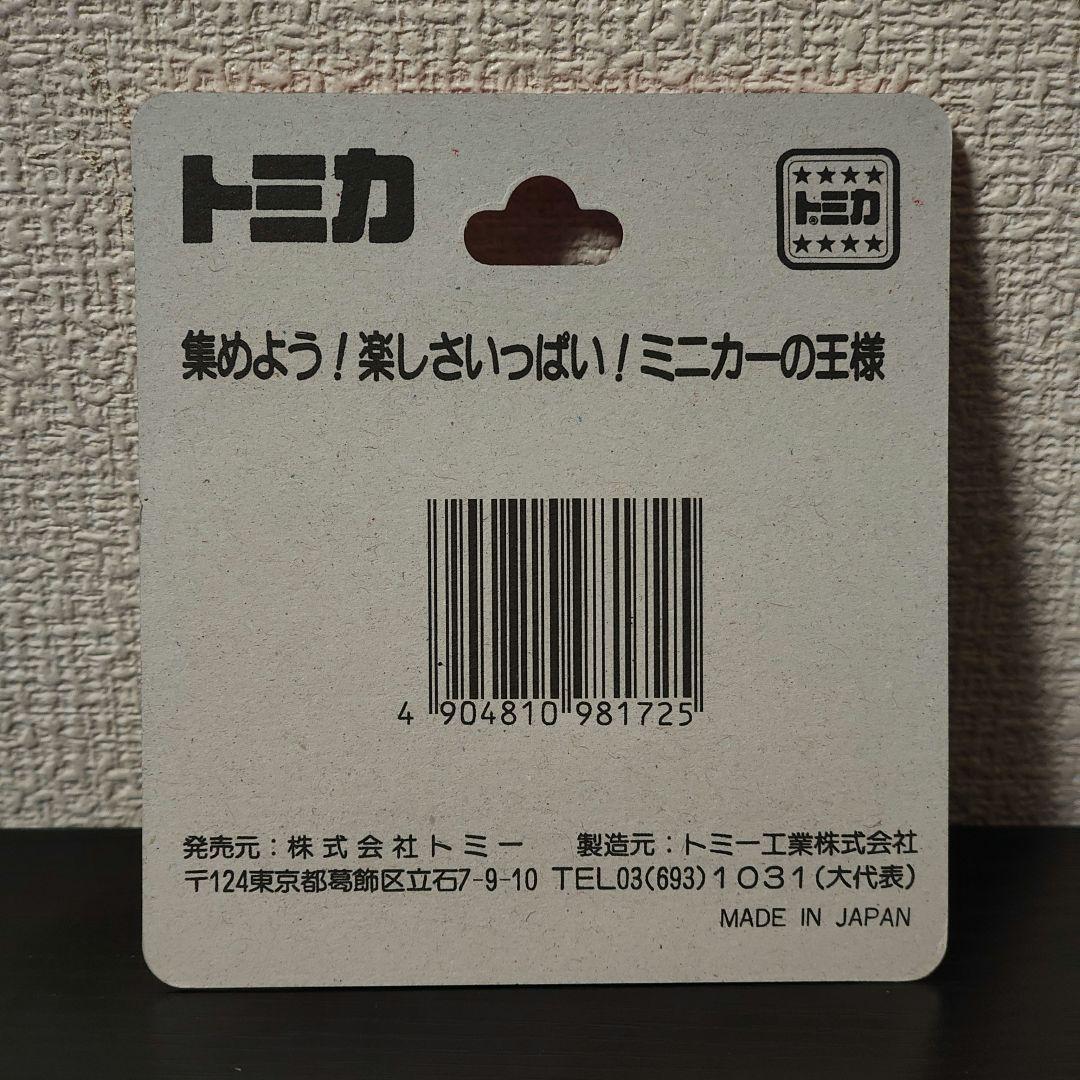 トミカ
★★★★
トミカ®
★★★★
集めよう！楽しさいっぱい！ミニカーの王様
4 904810 981725
発売元：株式会社トミー 製造元：トミー工業株式会社
〒124東京都葛飾区立石7-9-10 TEL03(693)1031(大代表)
MADE IN JAPAN